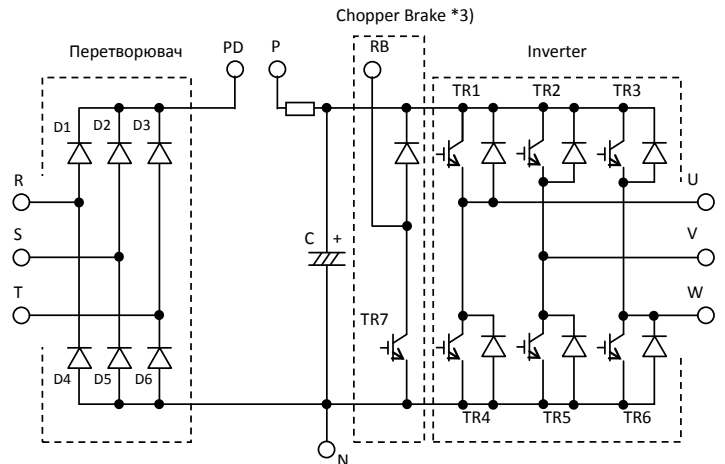 Chopper Brake *3)
Перетворювач
PD
P
RB
Inverter
TR1
TR2
TR3
D1
D2
D3
R
U
S
C
+
V
T
W
TR7
D4
D5
D6
TR4
TR5
TR6
N